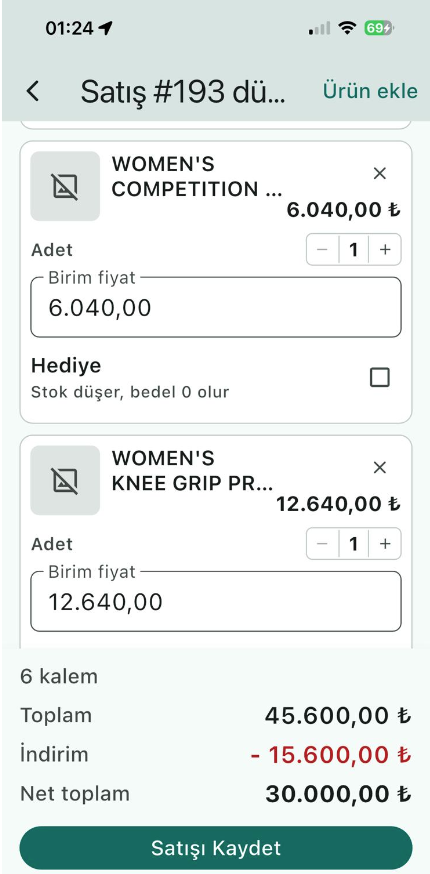 01:24
69
Satış #193 dü...
Ürün ekle
WOMEN'S
COMPETITION ...
6.040,00 ₺
Adet
1
Birim fiyat
6.040,00
Hediye
Stok düşer, bedel 0 olur
WOMEN'S
KNEE GRIP PR...
12.640,00 ₺
Adet
1
Birim fiyat
12.640,00
6 kalem
Toplam 45.600,00 ₺
İndirim - 15.600,00 ₺
Net toplam 30.000,00 ₺
Satışı Kaydet